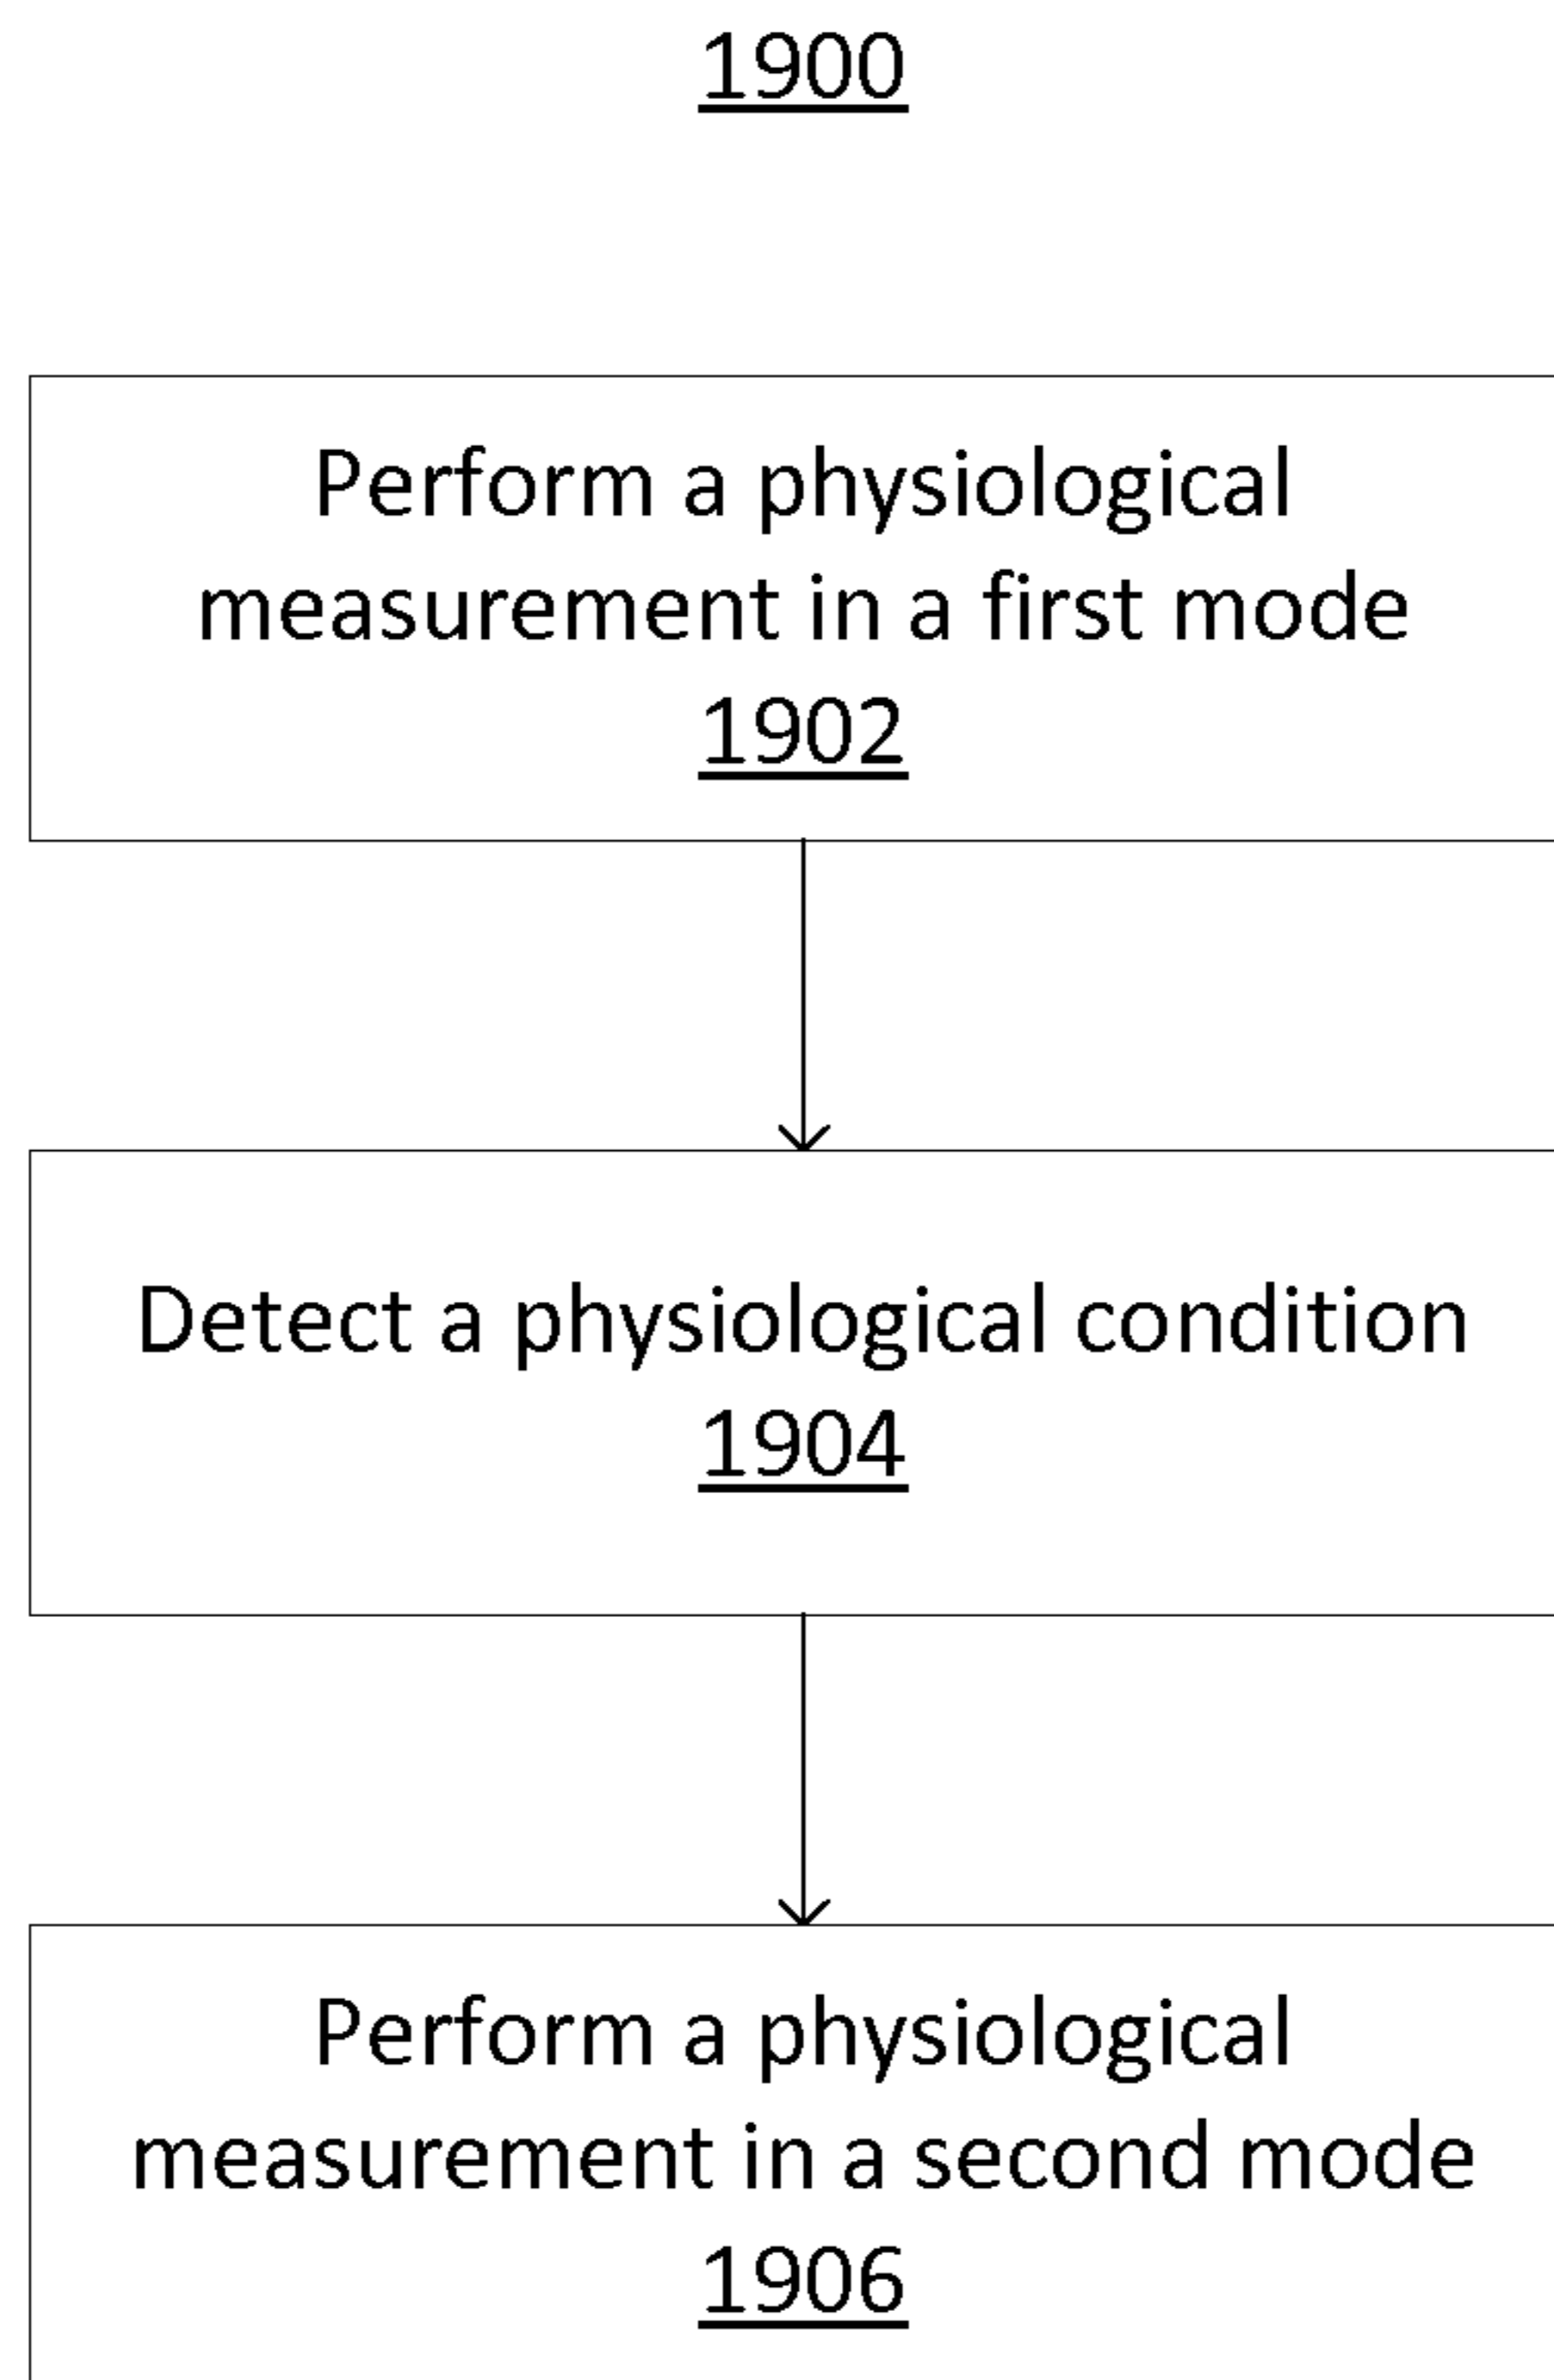 1900
Perform a physiological
measurement in a first mode
1902
Detect a physiological condition
1904
Perform a physiological
measurement in a second mode
1906